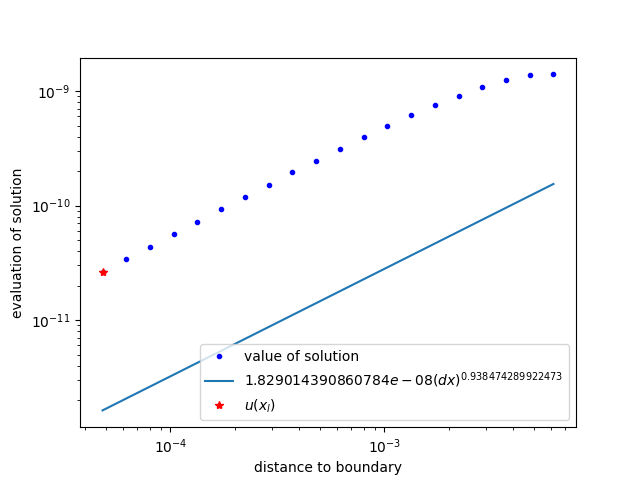 10⁻⁹
10⁻¹⁰
10⁻¹¹
evaluation of solution
value of solution
1.829014390860784e − 08(dx)^0.938474289922473
u(x_l)
10⁻⁴
10⁻³
distance to boundary